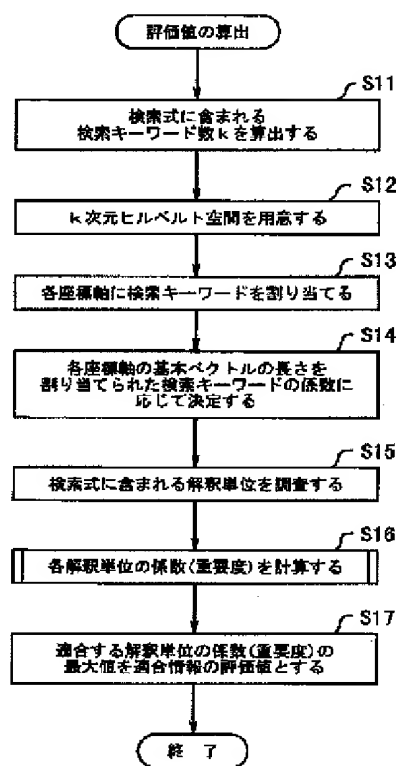 評価値の算出
S11
検索式に含まれる
検索キーワード数kを算出する
S12
k次元ヒルベルト空間を用意する
S13
各座標軸に検索キーワードを割り当てる
S14
各座標軸の基本ベクトルの長さを
割り当てられた検索キーワードの係数に
応じて決定する
S15
検索式に含まれる解釈単位を調査する
S16
各解釈単位の係数(重要度)を計算する
S17
適合する解釈単位の係数(重要度)の
最大値を適合情報の評価値とする
終了